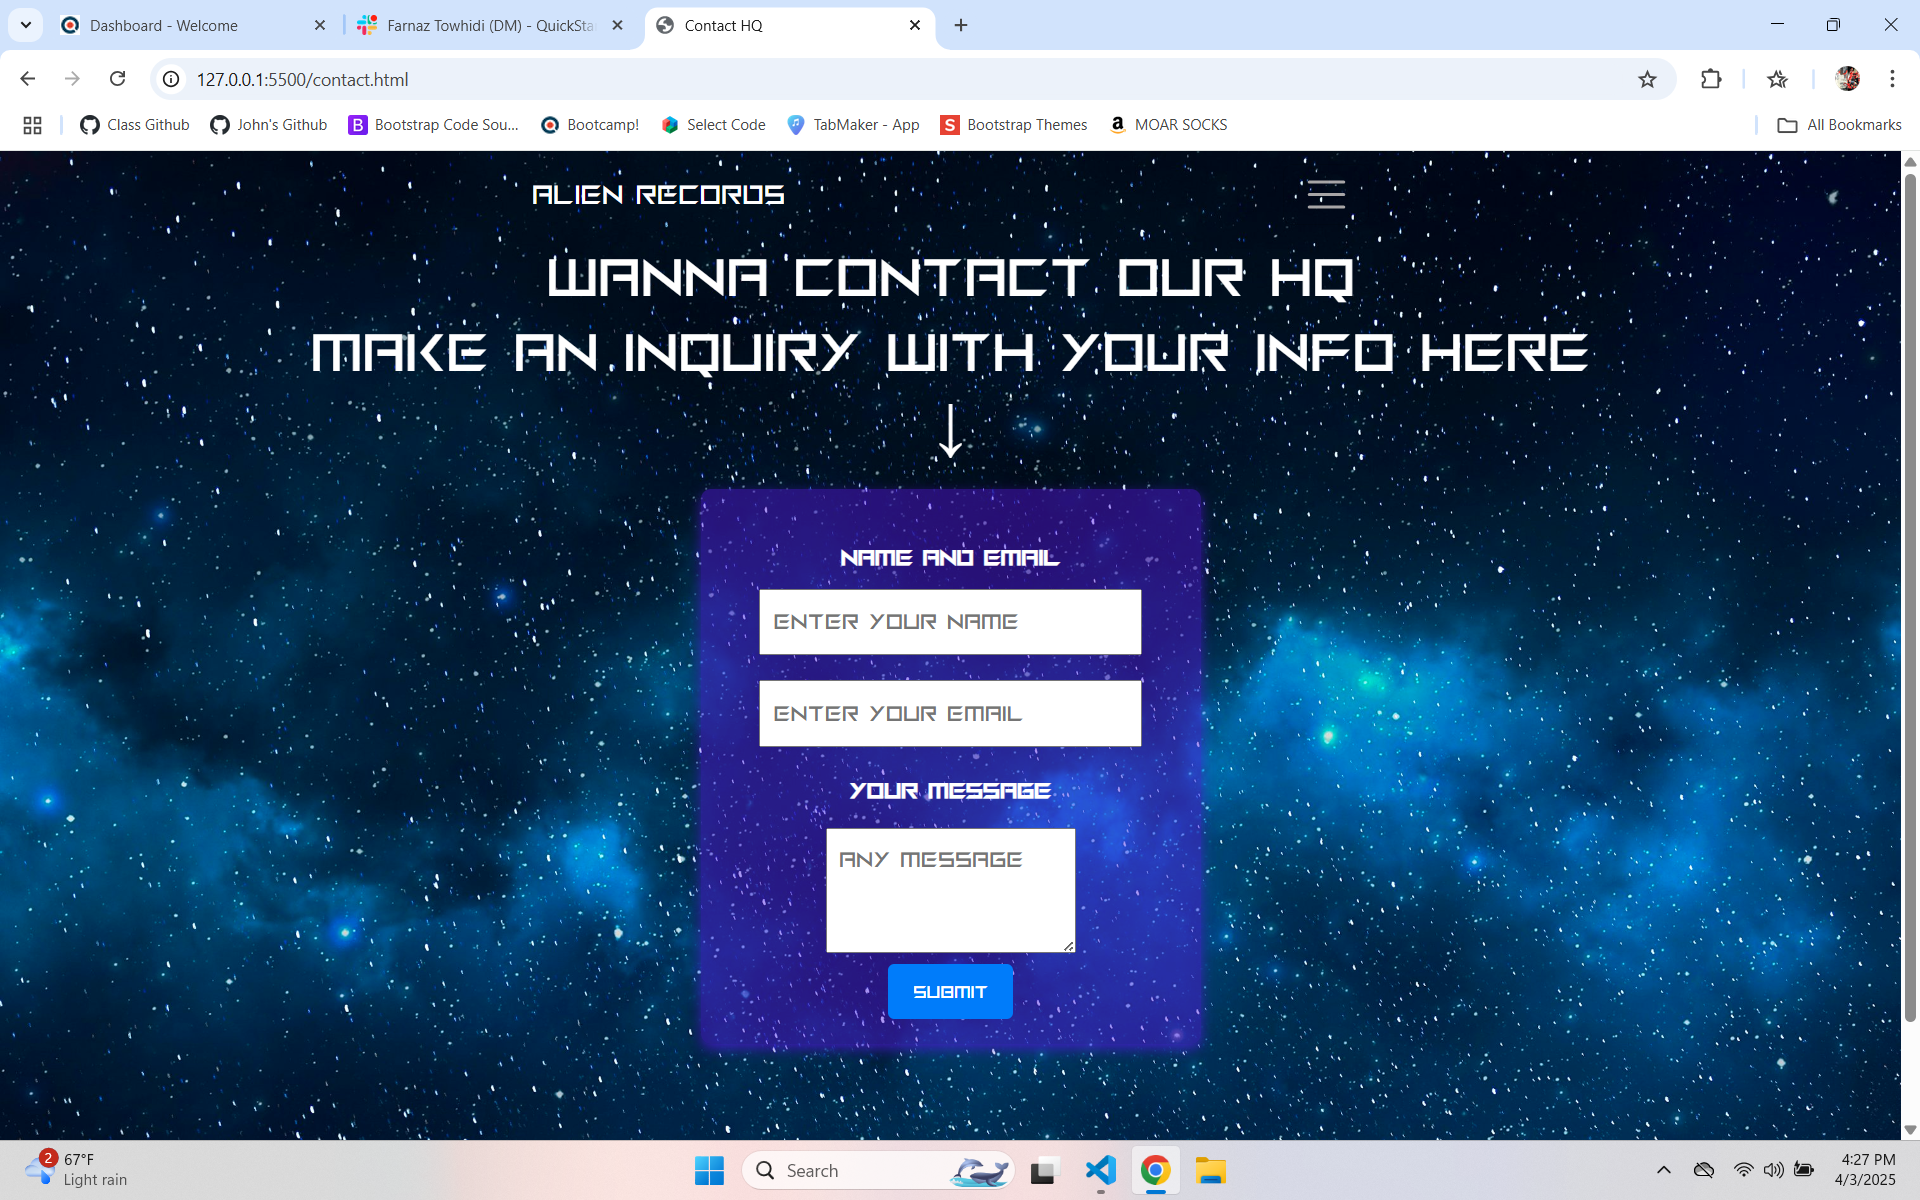 Dashboard - Welcome
Farnaz Towhidi (DM) - QuickSta
Contact HQ
127.0.0.1:5500/contact.html
Class Github
John's Github
Bootstrap Code Sou...
Bootcamp!
Select Code
TabMaker - App
Bootstrap Themes
MOAR SOCKS
All Bookmarks
ALIEN RECORDS
WANNA CONTACT OUR HQ
MAKE AN INQUIRY WITH YOUR INFO HERE
↓
NAME AND EMAIL
ENTER YOUR NAME
ENTER YOUR EMAIL
YOUR MESSAGE
ANY MESSAGE
SUBMIT
2
67°F
Light rain
Search
4:27 PM
4/3/2025